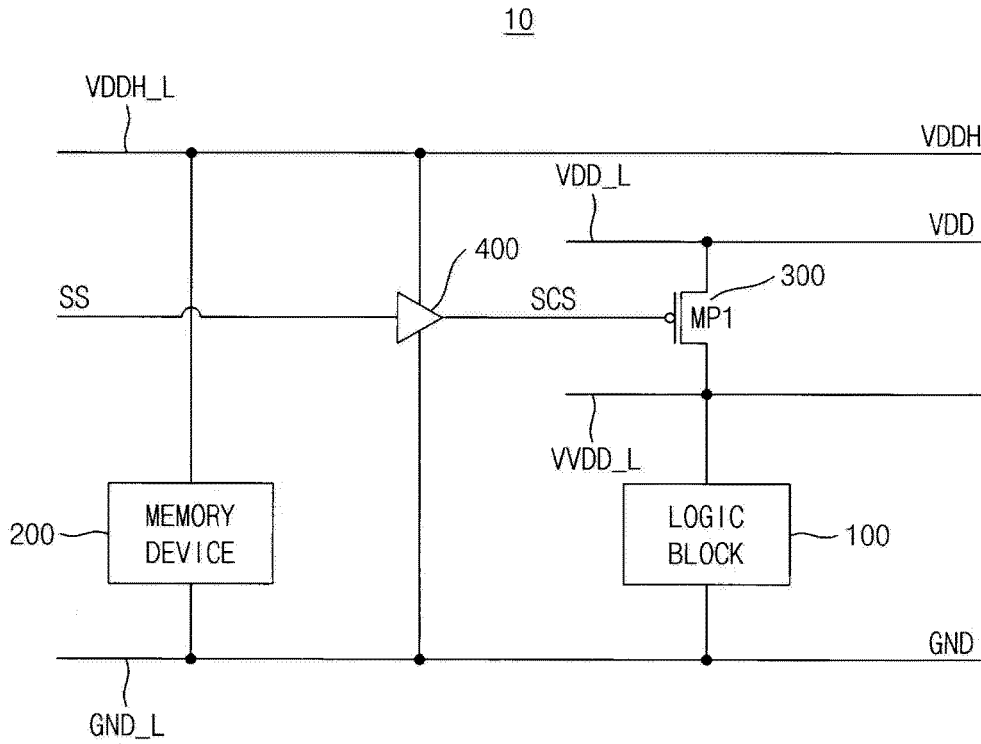 10
VDDH_L
VDDH
VDD_L
VDD
400
SS
SCS
300
MP1
VVDD_L
200
MEMORY
DEVICE
LOGIC
BLOCK
100
GND
GND_L